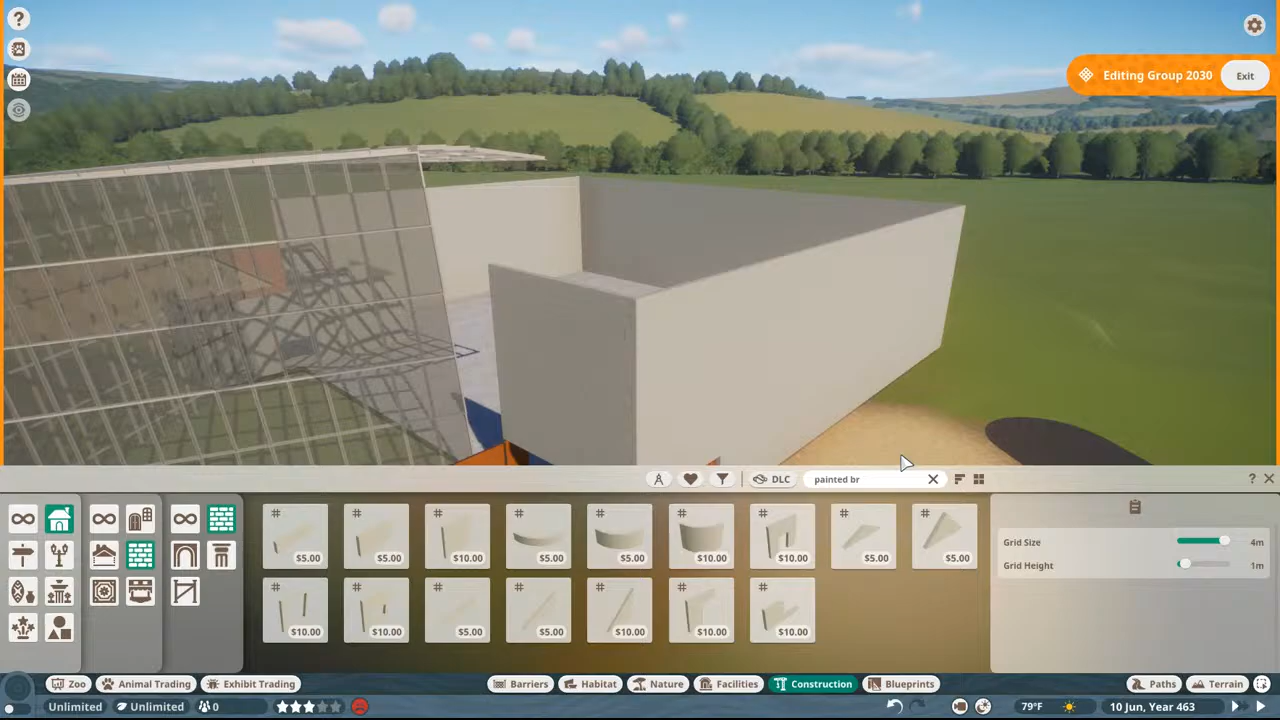 ?
Editing Group 2030
Exit
DLC
painted br
?
$5.00
$5.00
$10.00
$5.00
$5.00
$10.00
$10.00
$5.00
$5.00
$10.00
$10.00
$5.00
$5.00
$10.00
$10.00
$10.00
Grid Size
4m
Grid Height
1m
Zoo
Animal Trading
Exhibit Trading
Barriers
Habitat
Nature
Facilities
Construction
Blueprints
Paths
Terrain
Unlimited
Unlimited
0
79°F
10 Jun, Year 463